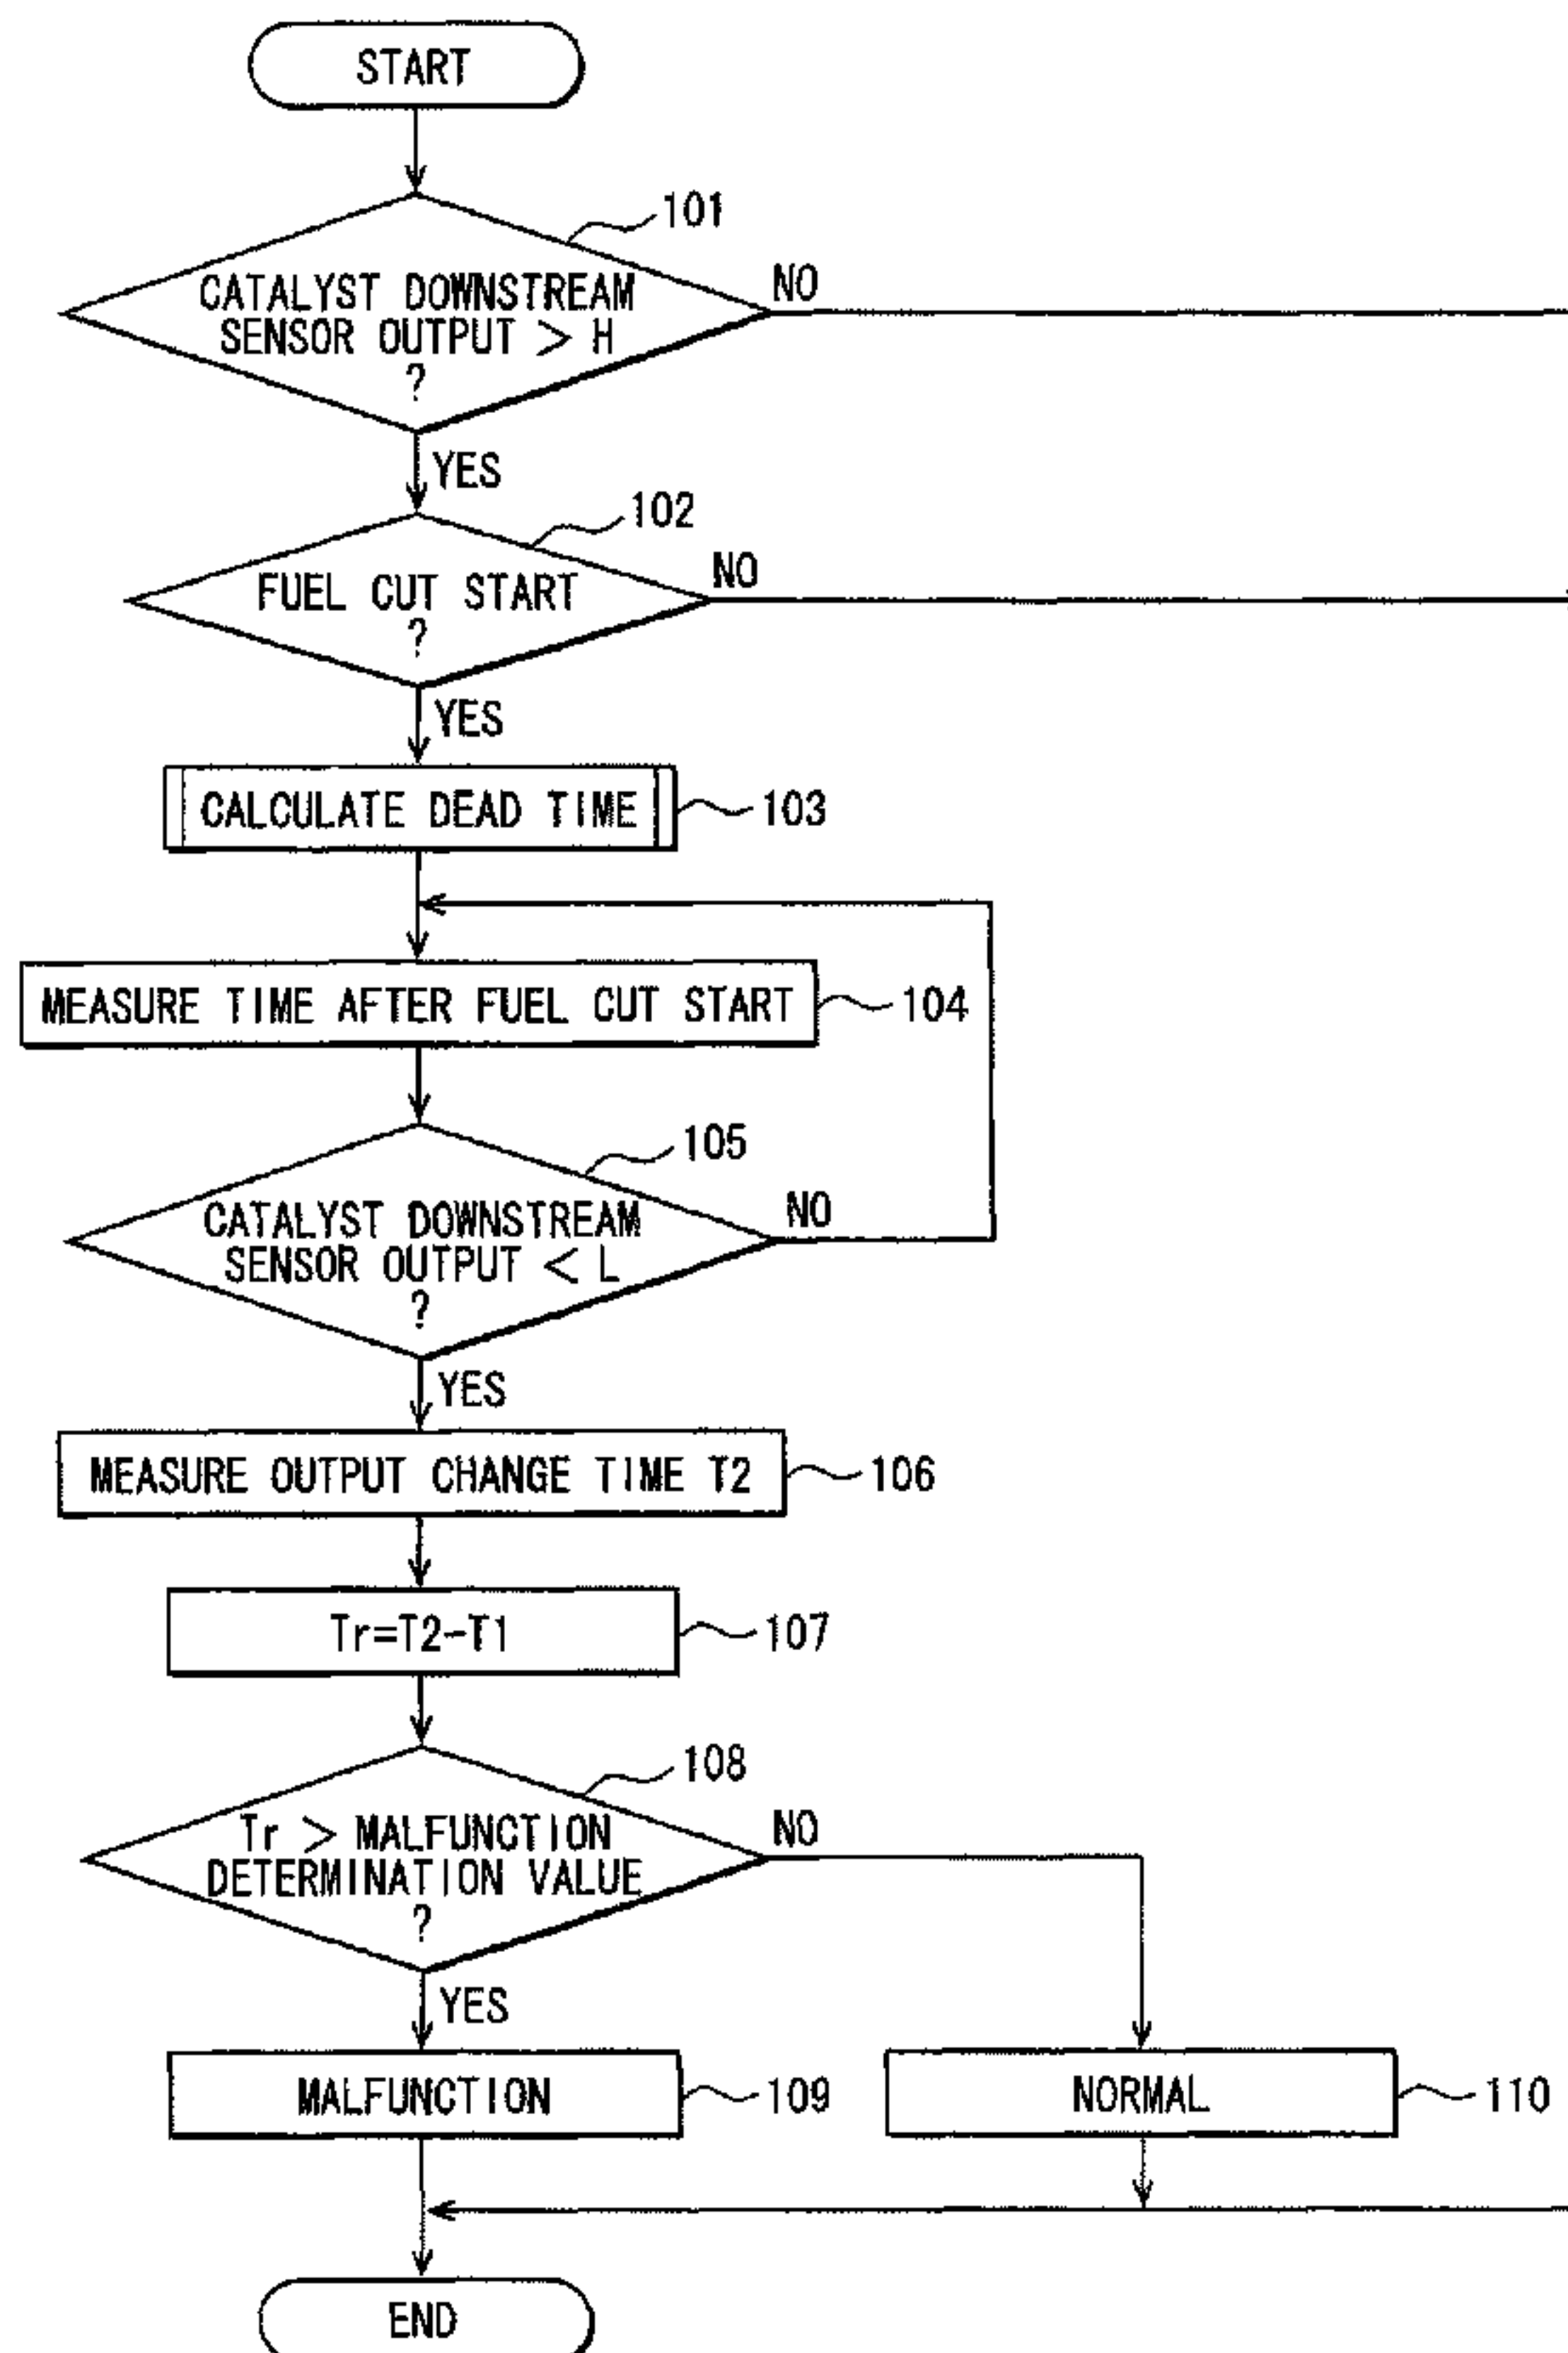 START
101
CATALYST DOWNSTREAM
SENSOR OUTPUT > H
?
NO
YES
102
FUEL CUT START
?
NO
YES
CALCULATE DEAD TIME
103
MEASURE TIME AFTER FUEL CUT START
104
105
CATALYST DOWNSTREAM
SENSOR OUTPUT < L
?
NO
YES
MEASURE OUTPUT CHANGE TIME T2
106
Tr=T2-T1
107
108
Tr > MALFUNCTION
DETERMINATION VALUE
?
NO
YES
MALFUNCTION
109
NORMAL
110
END